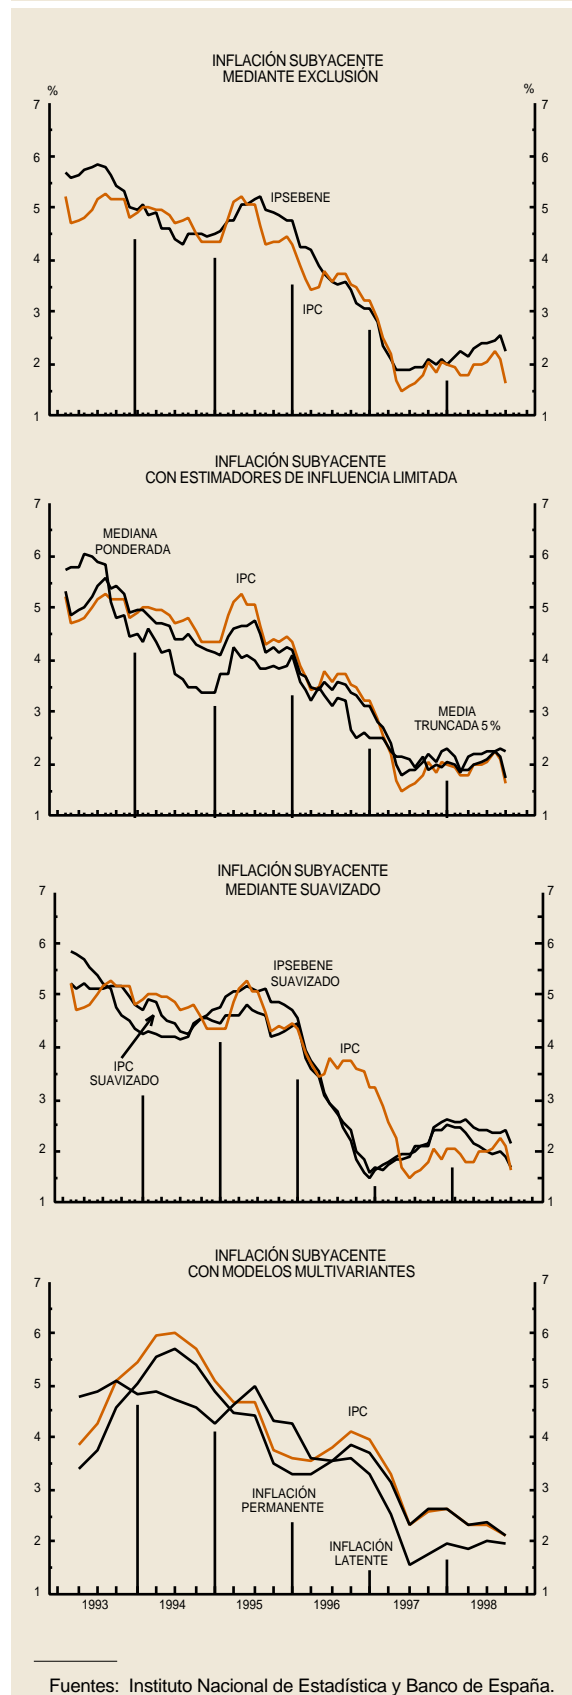 INFLACIÓN SUBYACENTE
MEDIANTE EXCLUSIÓN
% %
7 7
6 6
5 5
IPSEBENE
4 4
IPC
3 3
2 2
1 1
INFLACIÓN SUBYACENTE
CON ESTIMADORES DE INFLUENCIA LIMITADA
7 7
MEDIANA
PONDERADA
6 6
IPC
5 5
4 4
3 3
MEDIA
TRUNCADA 5 %
2 2
1 1
INFLACIÓN SUBYACENTE
MEDIANTE SUAVIZADO
7 7
6 6
IPSEBENE
SUAVIZADO
5 5
IPC
4 4
IPC
SUAVIZADO
3 3
2 2
1 1
INFLACIÓN SUBYACENTE
CON MODELOS MULTIVARIANTES
7 7
6 6
5 5
IPC
4 4
3 3
INFLACIÓN
PERMANENTE
INFLACIÓN
LATENTE
2 2
1 1
1993 1994 1995 1996 1997 1998
Fuentes: Instituto Nacional de Estadística y Banco de España.